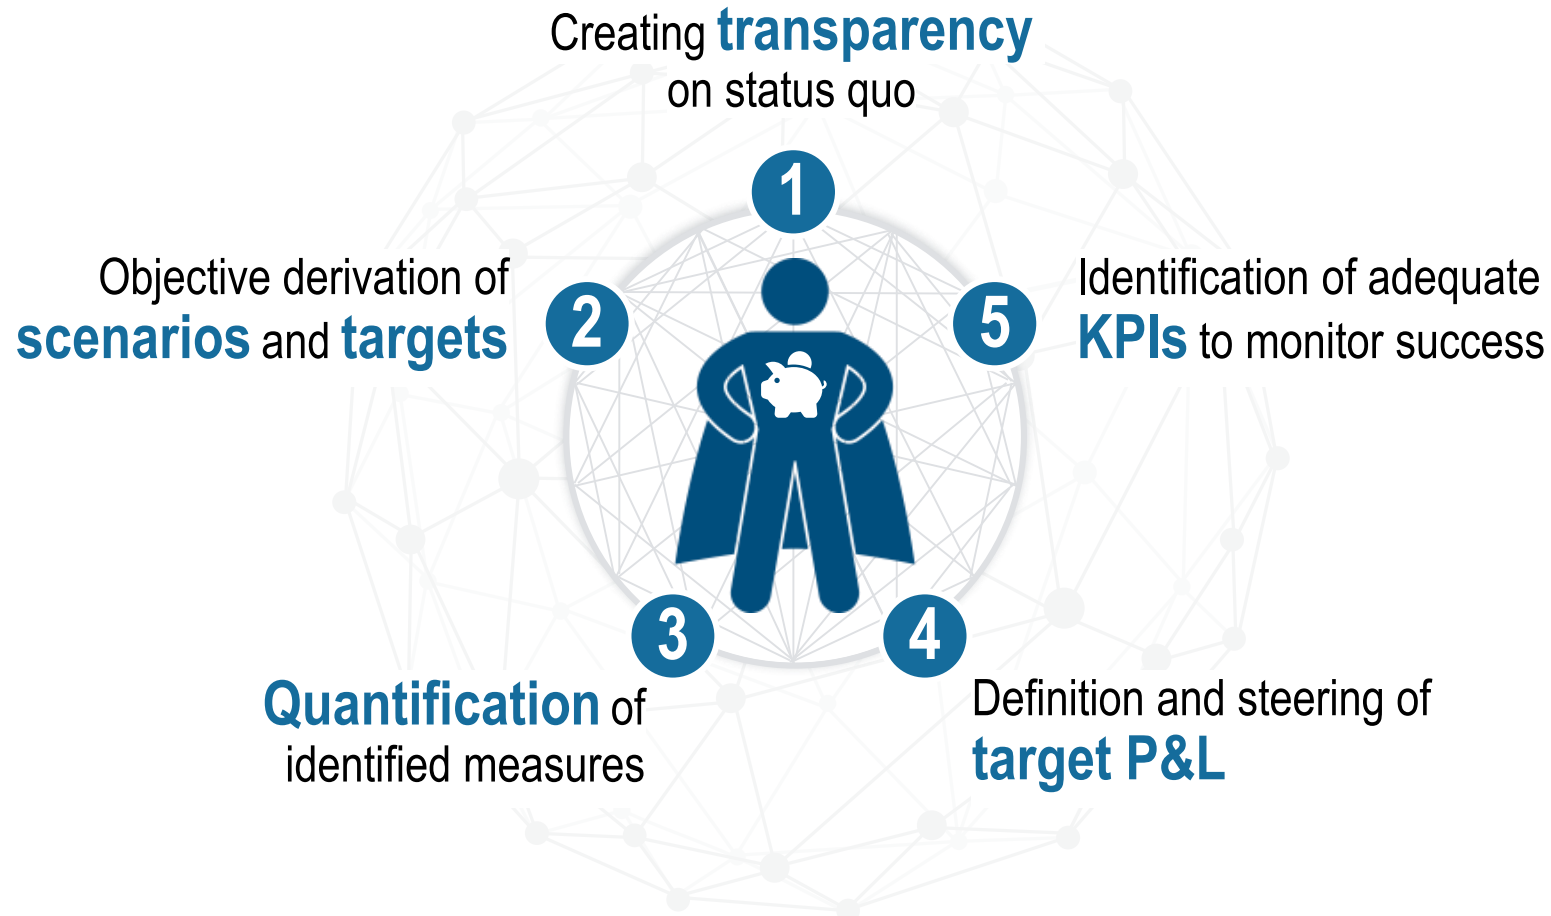 Creating transparency
on status quo
1
Objective derivation of
scenarios and targets
2
3
Quantification of
identified measures
4
Definition and steering of
target P&L
5
Identification of adequate
KPIs to monitor success